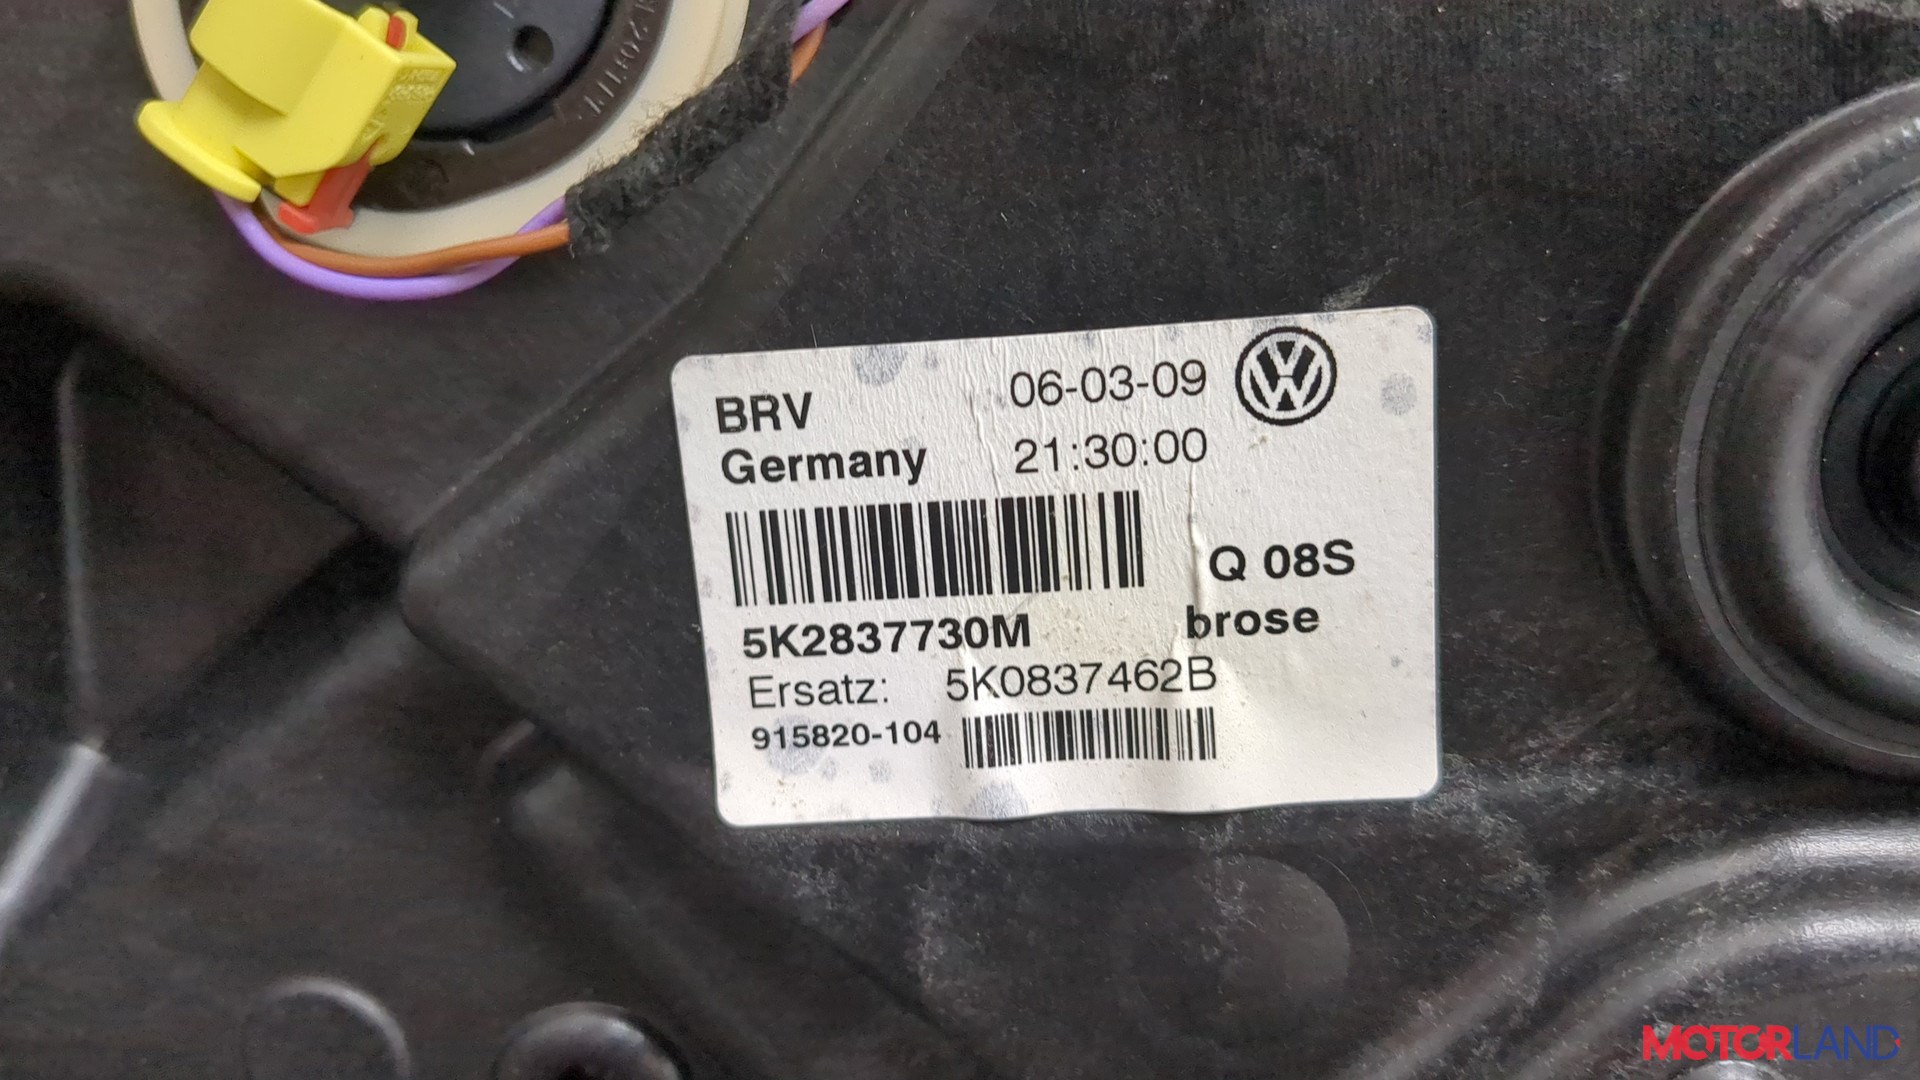 BRV 06-03-09
Germany 21:30:00
Q 08S
5K2837730M brose
Ersatz: 5K0837462B
915820-104
MOTORLAND